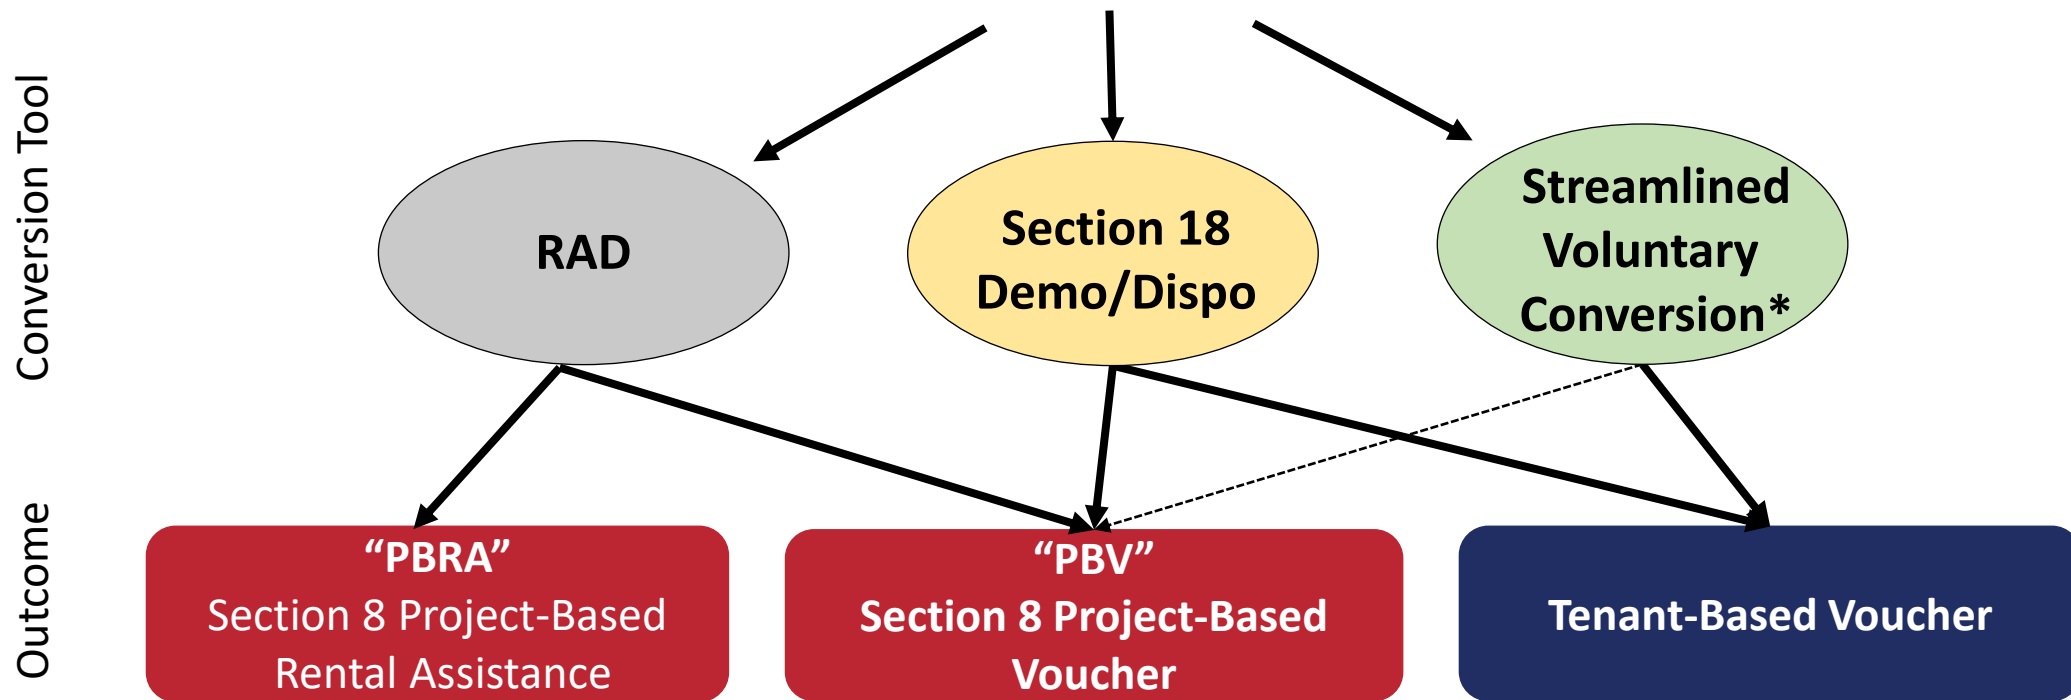 Conversion Tool
RAD
Section 18
Demo/Dispo
Streamlined
Voluntary
Conversion*
Outcome
“PBRA”
Section 8 Project-Based
Rental Assistance
“PBV”
Section 8 Project-Based
Voucher
Tenant-Based Voucher